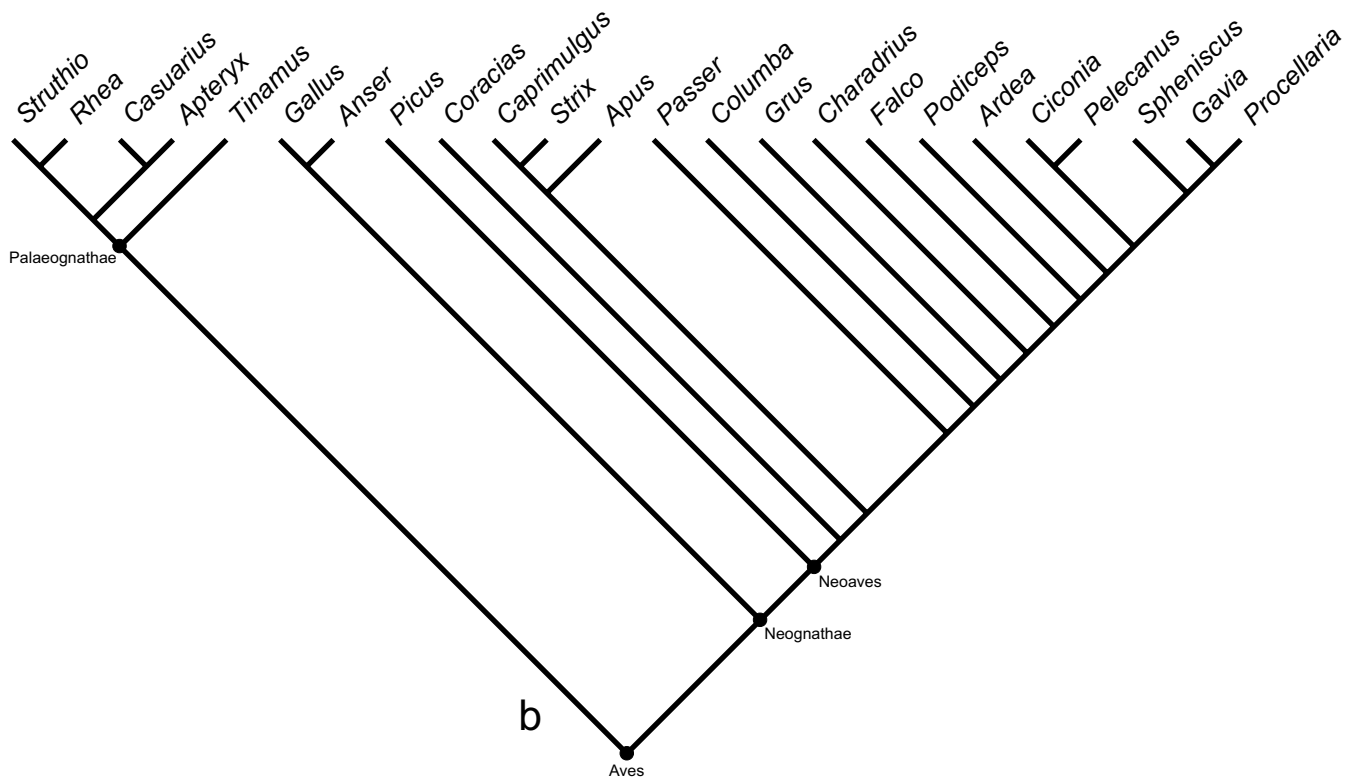 Struthio
Rhea
Casuarius
Apteryx
Tinamus
Gallus
Anser
Picus
Coracias
Caprimulgus
Strix
Apus
Passer
Columba
Grus
Charadrius
Falco
Podiceps
Ardea
Ciconia
Pelecanus
Spheniscus
Gavia
Procellaria
Palaeognathae
Neoaves
Neognathae
b
Aves